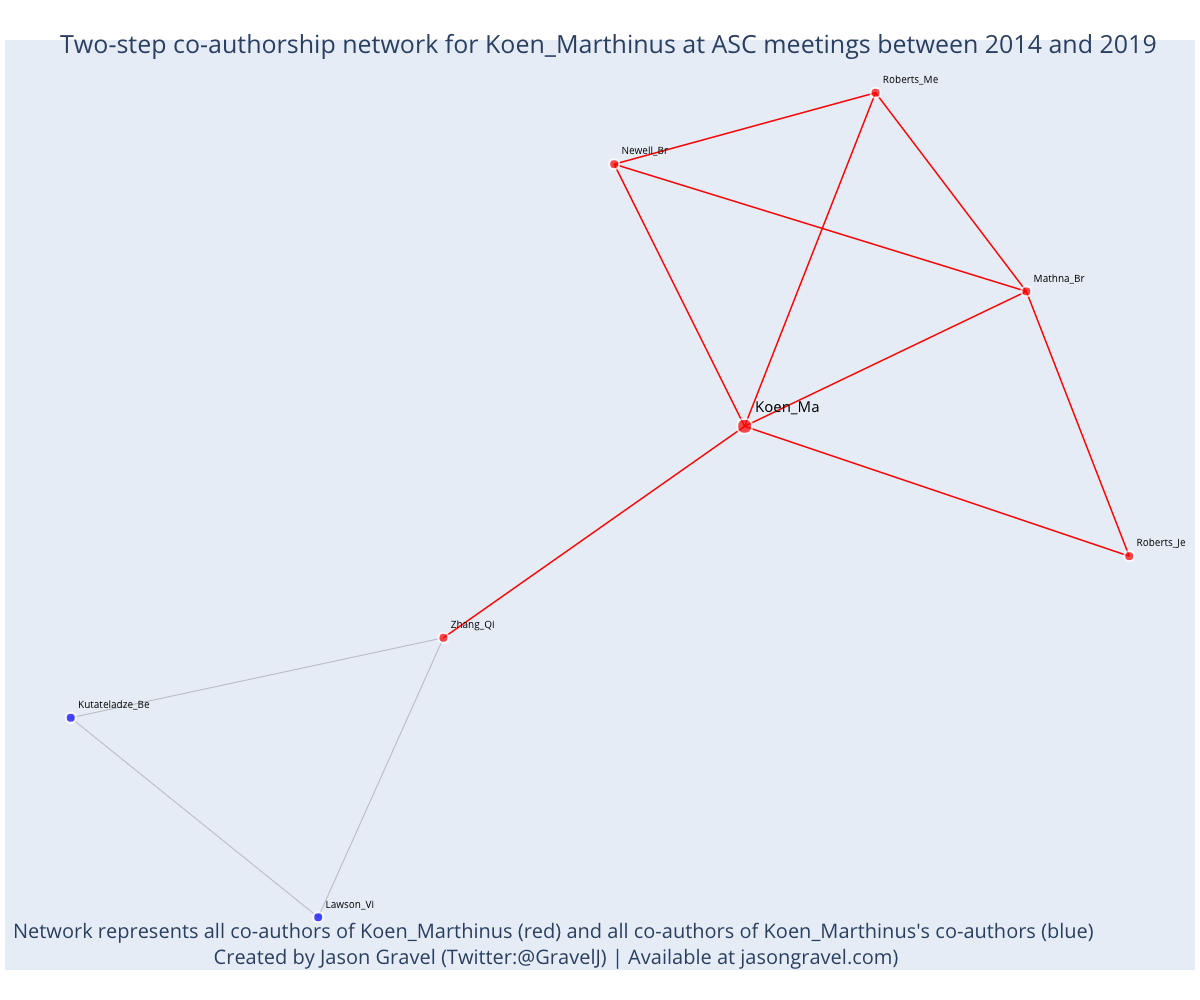 Two-step co-authorship network for Koen_Marthinus at ASC meetings between 2014 and 2019
Roberts_Me
Newell_Br
Mathna_Br
Koen_Ma
Roberts_Je
Zhang_Qi
Kutateladze_Be
Lawson_Vi
Network represents all co-authors of Koen_Marthinus (red) and all co-authors of Koen_Marthinus's co-authors (blue)
Created by Jason Gravel (Twitter:@GravelJ) | Available at jasongravel.com)